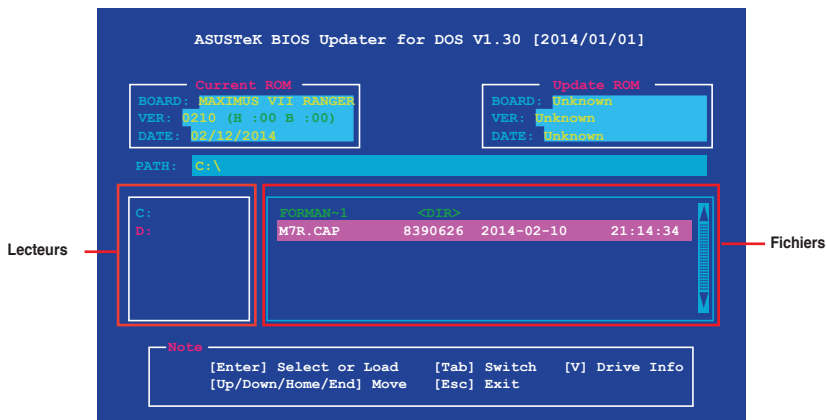 ASUSTeK BIOS Updater for DOS V1.30 [2014/01/01]
Current ROM
BOARD: MAXIMUS VII RANGER
VER: 0210 (H :00 B :00)
DATE: 02/12/2014
Update ROM
BOARD: Unknown
VER: Unknown
DATE: Unknown
PATH: C:\
Lecteurs
C:
D:
FORMAN~1 <DIR>
M7R.CAP 8390626 2014-02-10 21:14:34
Fichiers
Note
[Enter] Select or Load [Tab] Switch [V] Drive Info
[Up/Down/Home/End] Move [Esc] Exit